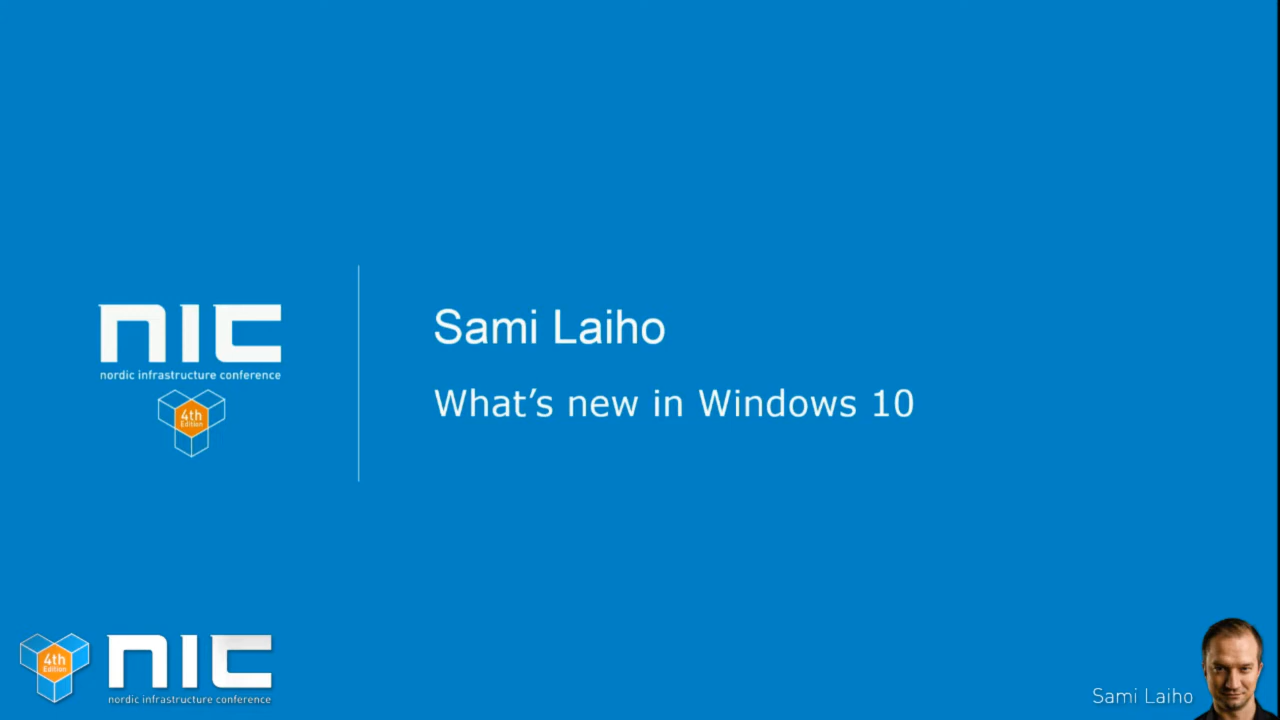 nic
nordic infrastructure conference
4th
Edition
Sami Laiho
What's new in Windows 10
4th
Edition
nic
nordic infrastructure conference
Sami Laiho